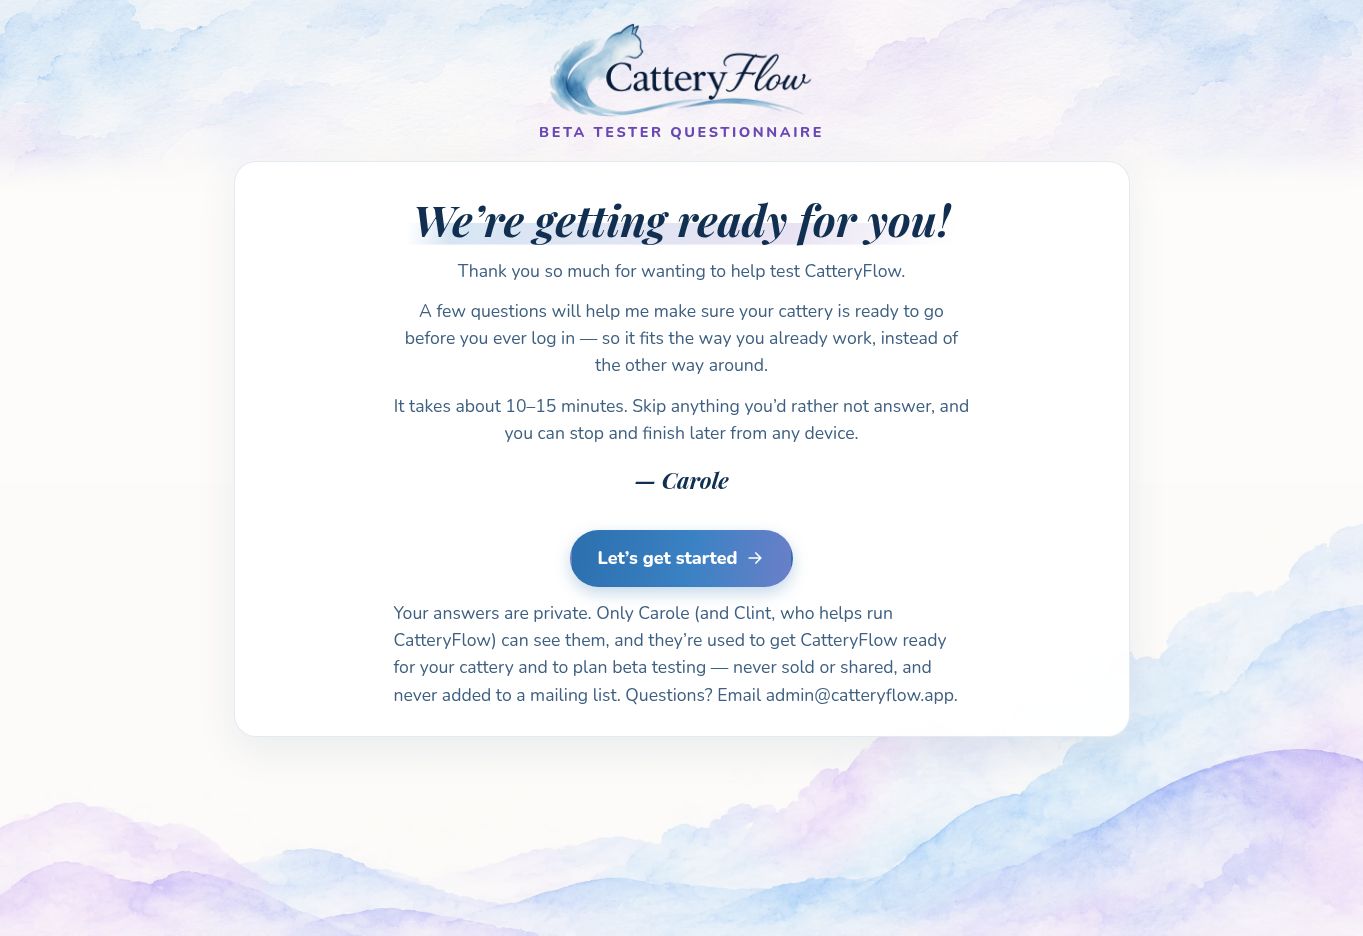 CatteryFlow
BETA TESTER QUESTIONNAIRE
We’re getting ready for you!
Thank you so much for wanting to help test CatteryFlow.
A few questions will help me make sure your cattery is ready to go
before you ever log in — so it fits the way you already work, instead of
the other way around.
It takes about 10–15 minutes. Skip anything you’d rather not answer, and
you can stop and finish later from any device.
— Carole
Let’s get started →
Your answers are private. Only Carole (and Clint, who helps run
CatteryFlow) can see them, and they’re used to get CatteryFlow ready
for your cattery and to plan beta testing — never sold or shared, and
never added to a mailing list. Questions? Email admin@catteryflow.app.